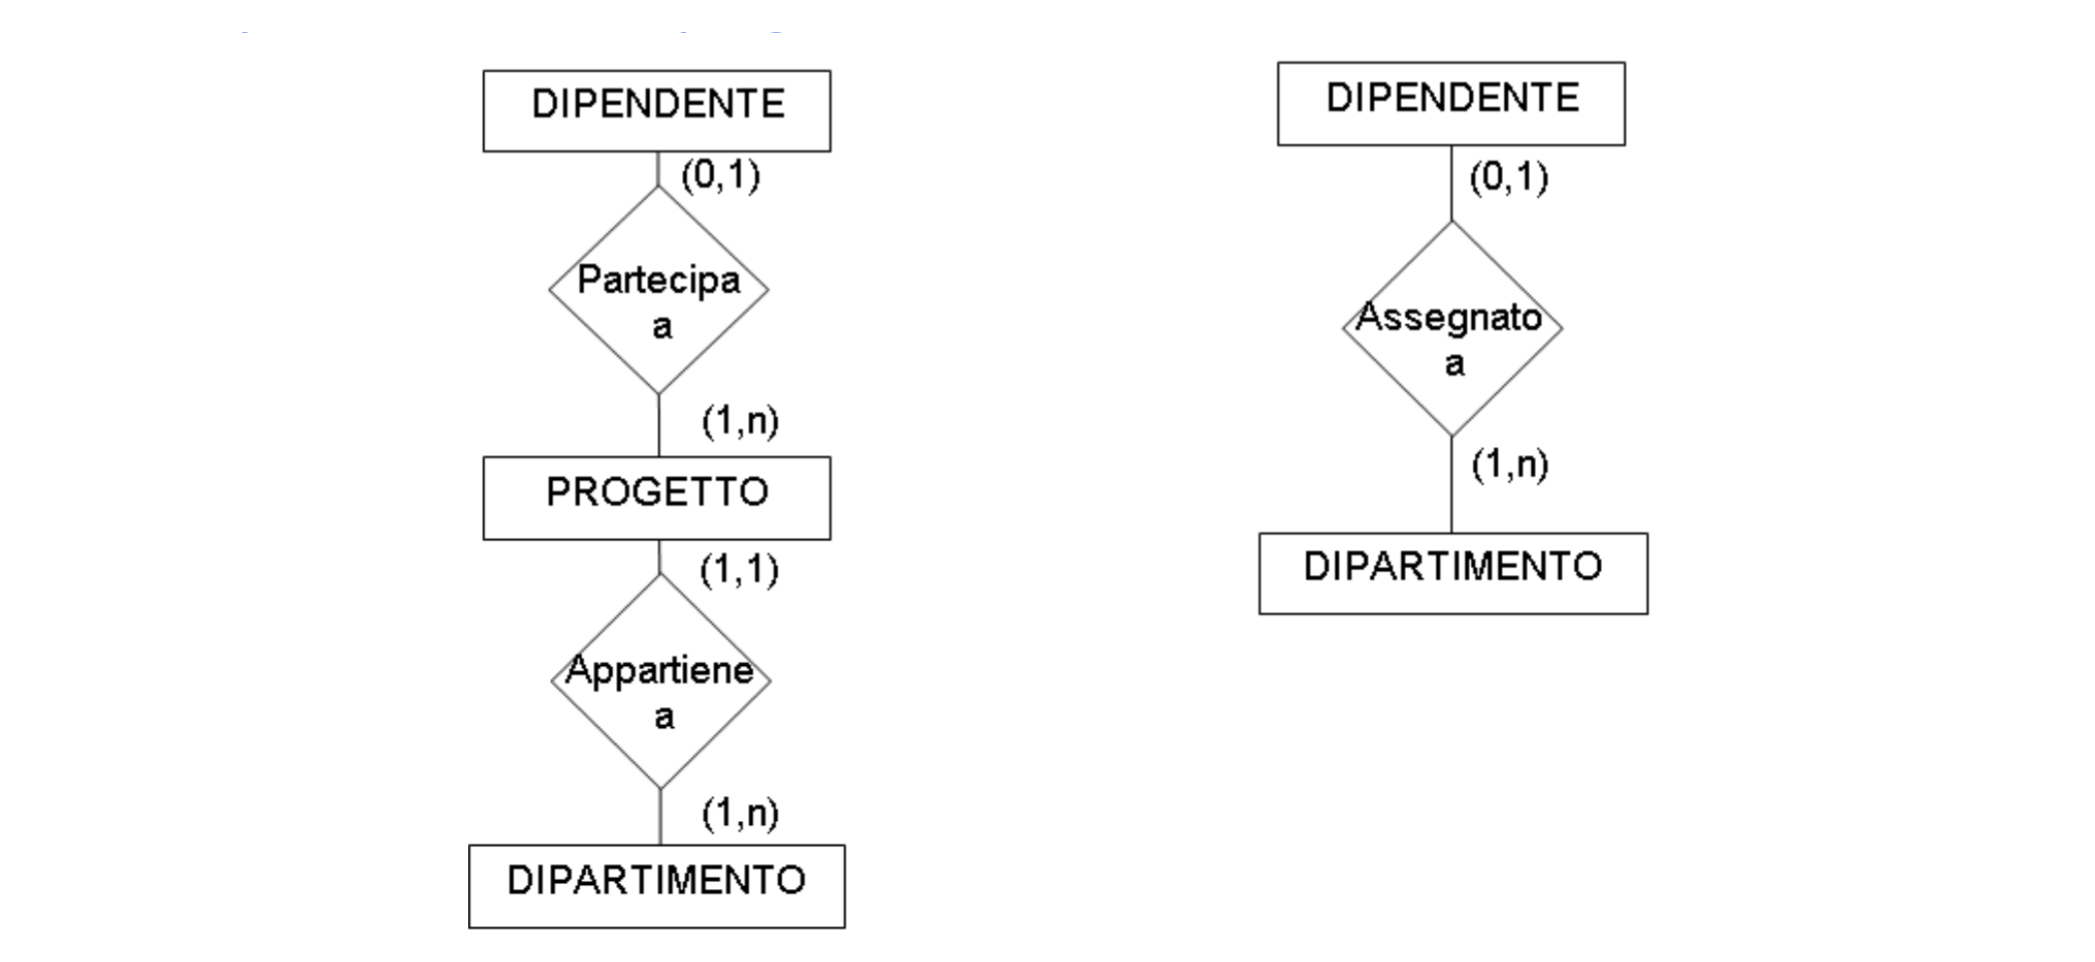 DIPENDENTE
(0,1)
Partecipa
a
(1,n)
PROGETTO
(1,1)
Appartiene
a
(1,n)
DIPARTIMENTO
DIPENDENTE
(0,1)
Assegnato
a
(1,n)
DIPARTIMENTO